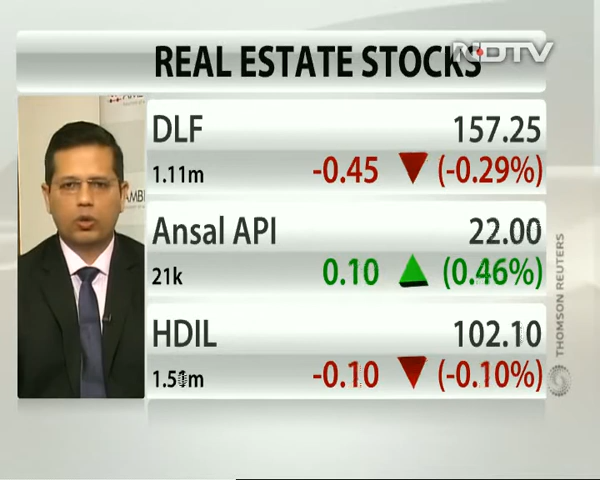 REAL ESTATE STOCKS
NDTV
DLF 157.25
1.11m -0.45 (-0.29%)
Ansal API 22.00
21k 0.10 (0.46%)
HDIL 102.10
-0.10 (-0.10%)
THOMSON REUTERS